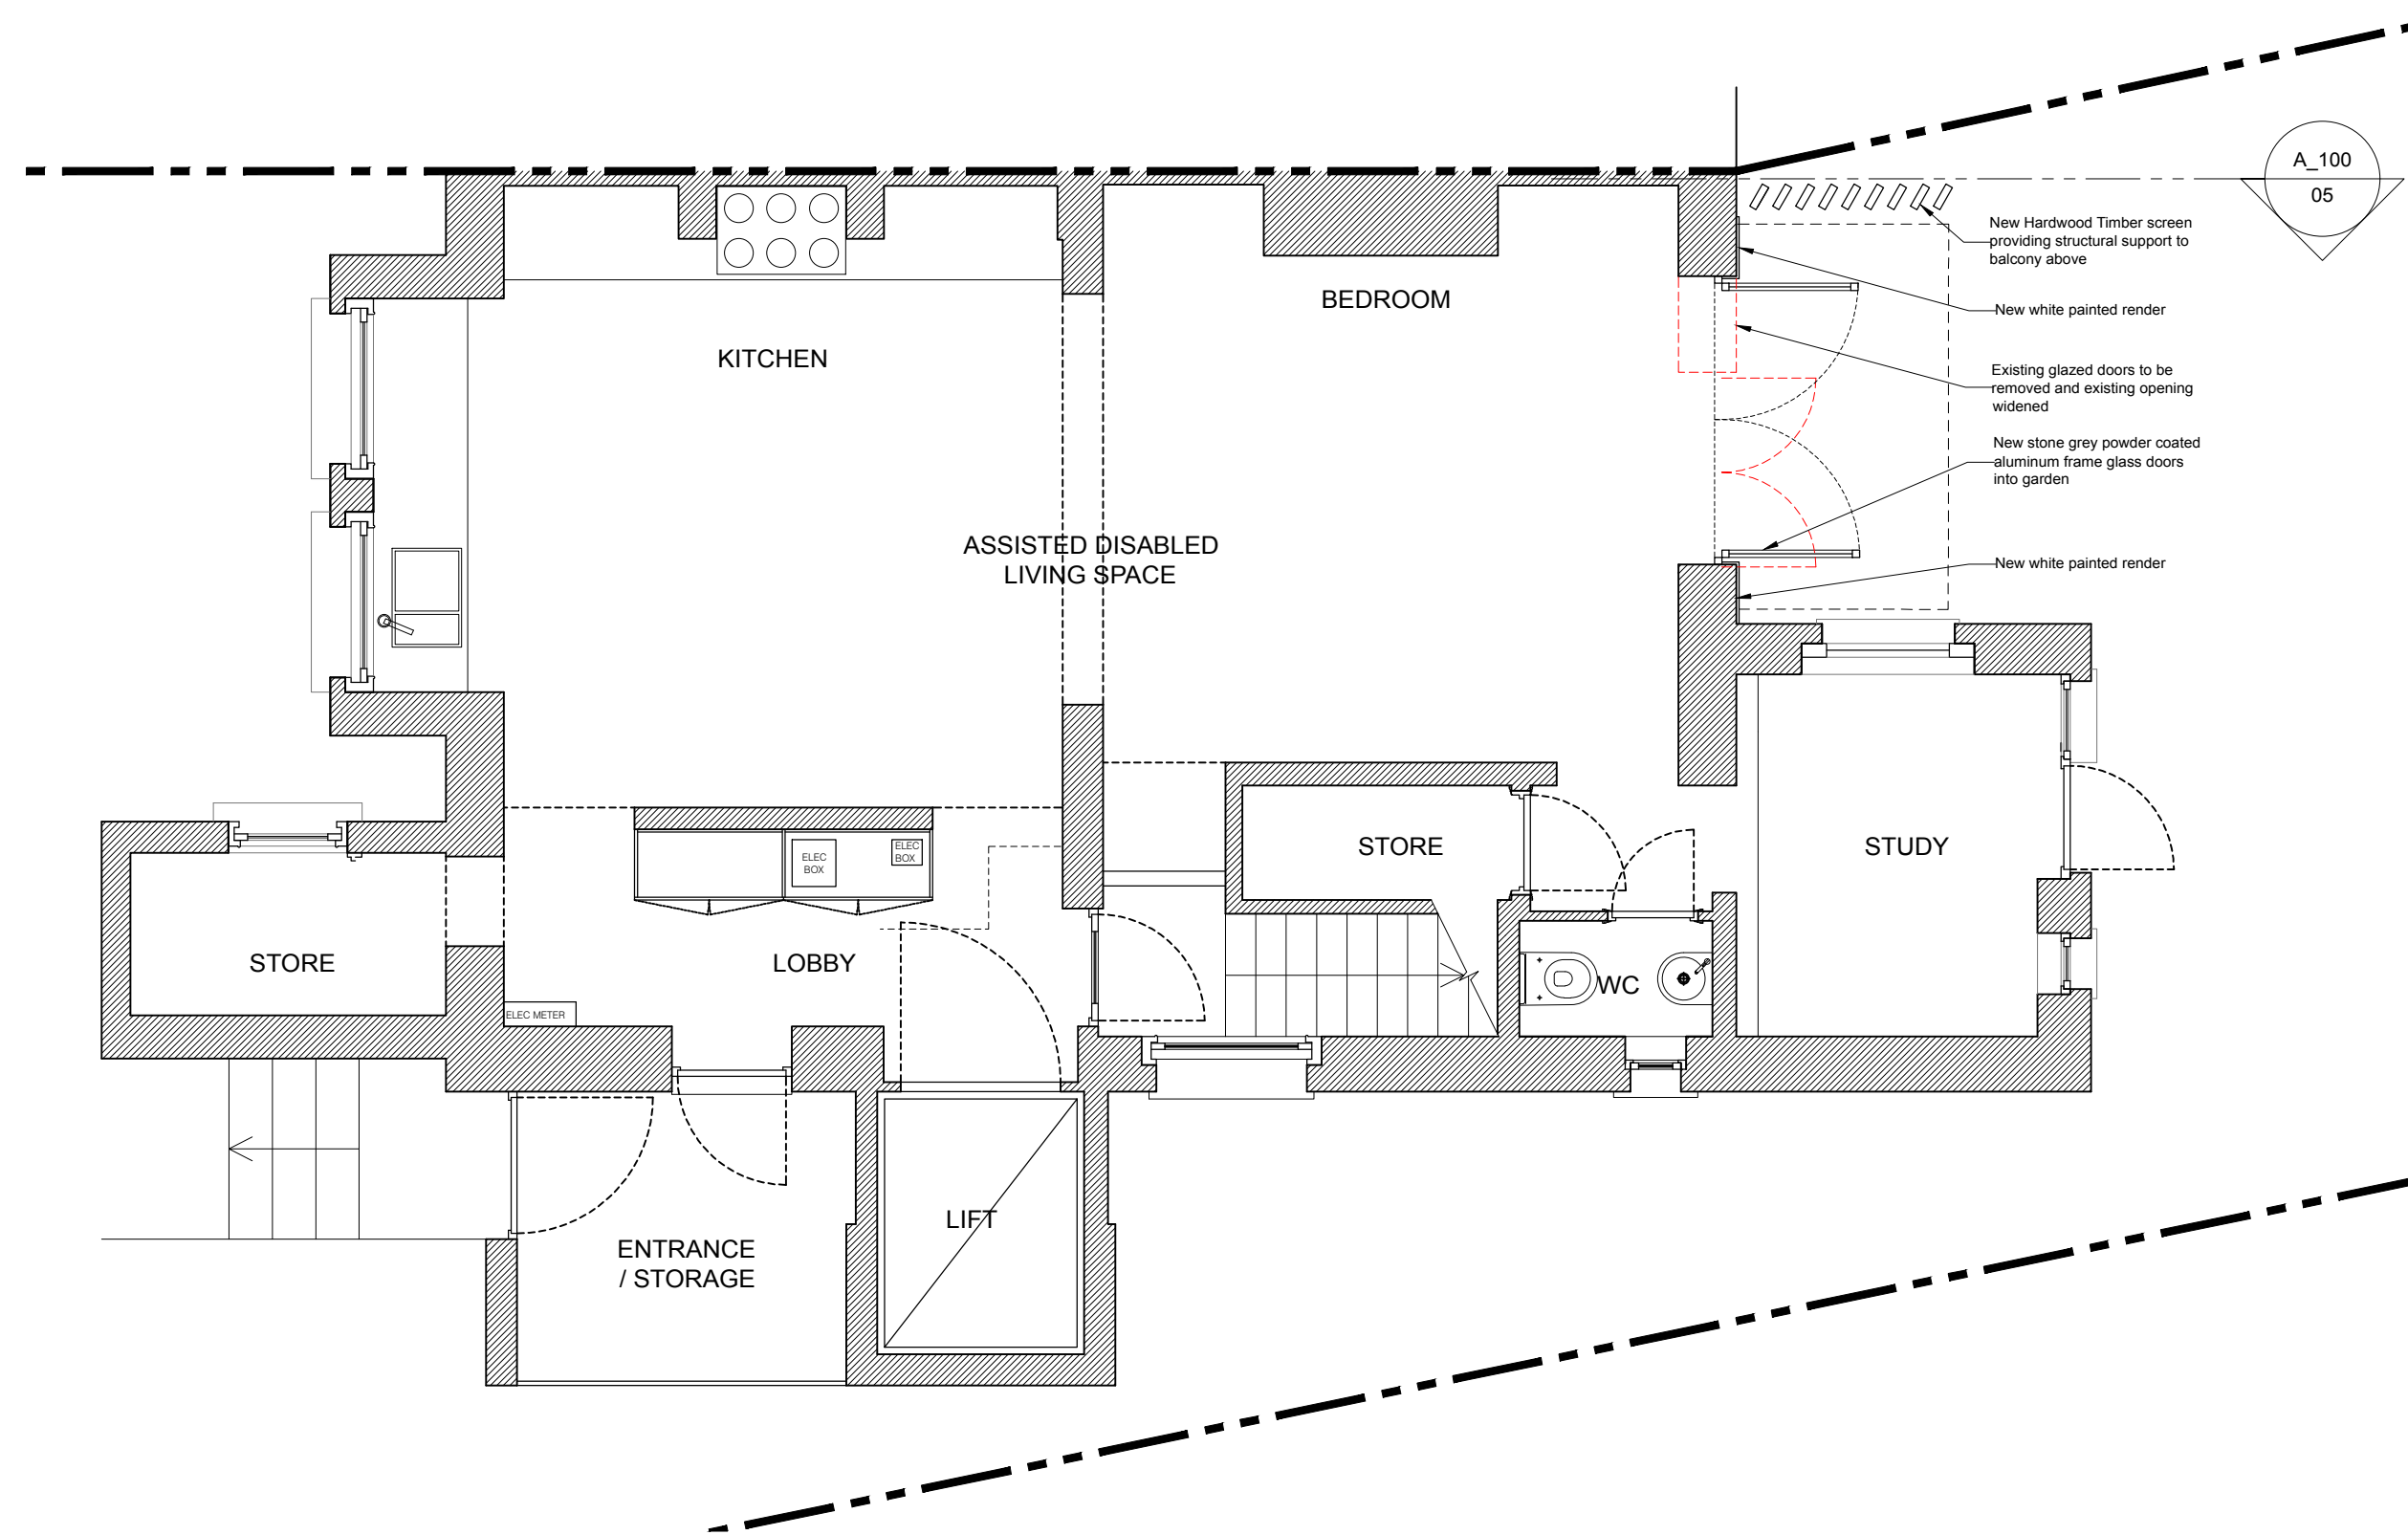 A_100
05
New Hardwood Timber screen
providing structural support to
balcony above
New white painted render
Existing glazed doors to be
removed and existing opening
widened
New stone grey powder coated
aluminum frame glass doors
into garden
New white painted render
BEDROOM
KITCHEN
ASSISTED DISABLED
LIVING SPACE
STORE
STUDY
ELEC
BOX
ELEC
BOX
STORE
LOBBY
WC
ELEC METER
LIFT
ENTRANCE
/ STORAGE